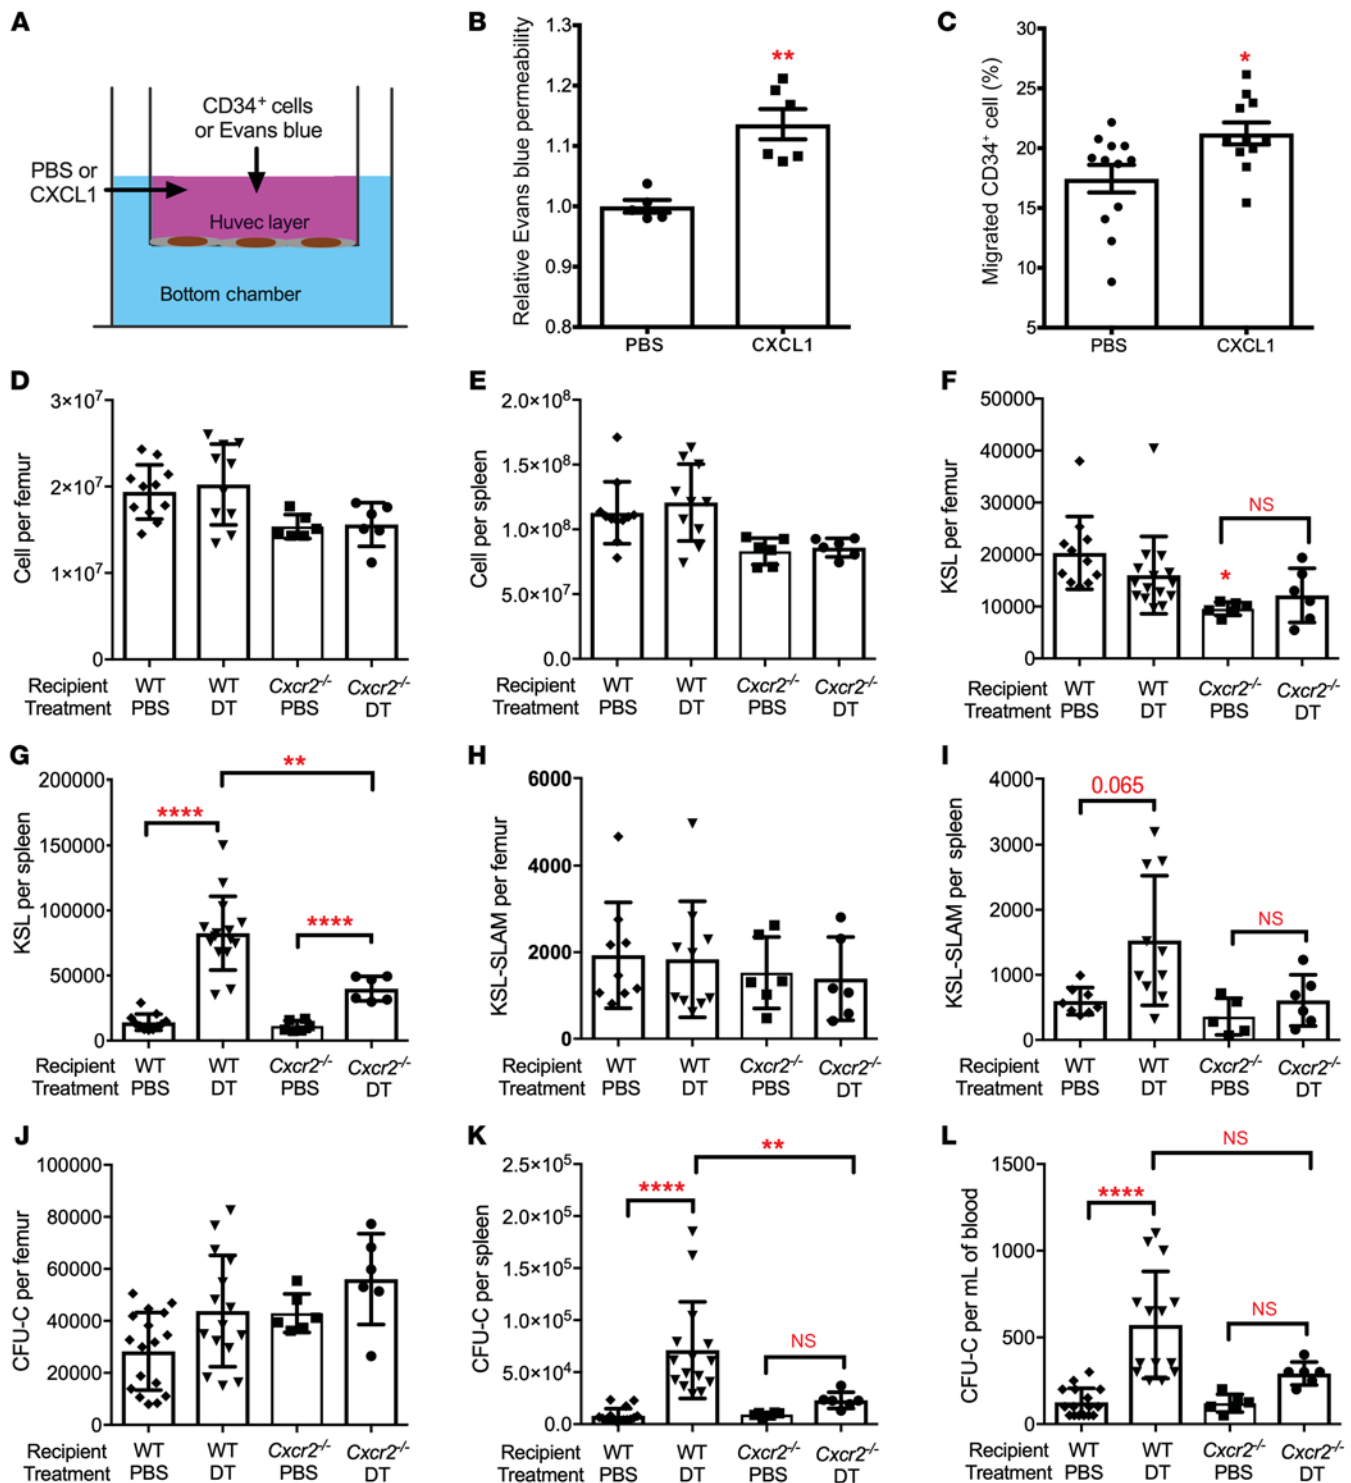 A
CD34⁺ cells
or Evans blue
PBS or
CXCL1
Huvec layer
Bottom chamber
B
Relative Evans blue permeability
1.3
1.2
1.1
1.0
0.9
0.8
**
PBS CXCL1
C
Migrated CD34⁺ cell (%)
30
25
20
15
10
5
*
PBS CXCL1
D
Cell per femur
3×10⁷
2×10⁷
1×10⁷
0
Recipient WT WT Cxcr2⁻/⁻ Cxcr2⁻/⁻
Treatment PBS DT PBS DT
E
Cell per spleen
2.0×10⁸
1.5×10⁸
1.0×10⁸
5.0×10⁷
0.0
Recipient WT WT Cxcr2⁻/⁻ Cxcr2⁻/⁻
Treatment PBS DT PBS DT
F
KSL per femur
50000
40000
30000
20000
10000
0
NS
*
Recipient WT WT Cxcr2⁻/⁻ Cxcr2⁻/⁻
Treatment PBS DT PBS DT
G
KSL per spleen
200000
150000
100000
50000
0
**
****
****
Recipient WT WT Cxcr2⁻/⁻ Cxcr2⁻/⁻
Treatment PBS DT PBS DT
H
KSL-SLAM per femur
6000
4000
2000
0
Recipient WT WT Cxcr2⁻/⁻ Cxcr2⁻/⁻
Treatment PBS DT PBS DT
I
KSL-SLAM per spleen
4000
3000
2000
1000
0
0.065
NS
Recipient WT WT Cxcr2⁻/⁻ Cxcr2⁻/⁻
Treatment PBS DT PBS DT
J
CFU-C per femur
100000
80000
60000
40000
20000
0
Recipient WT WT Cxcr2⁻/⁻ Cxcr2⁻/⁻
Treatment PBS DT PBS DT
K
CFU-C per spleen
2.5×10⁵
2.0×10⁵
1.5×10⁵
1.0×10⁵
5.0×10⁴
0.0
**
****
NS
Recipient WT WT Cxcr2⁻/⁻ Cxcr2⁻/⁻
Treatment PBS DT PBS DT
L
CFU-C per mL of blood
1500
1000
500
0
NS
****
NS
Recipient WT WT Cxcr2⁻/⁻ Cxcr2⁻/⁻
Treatment PBS DT PBS DT